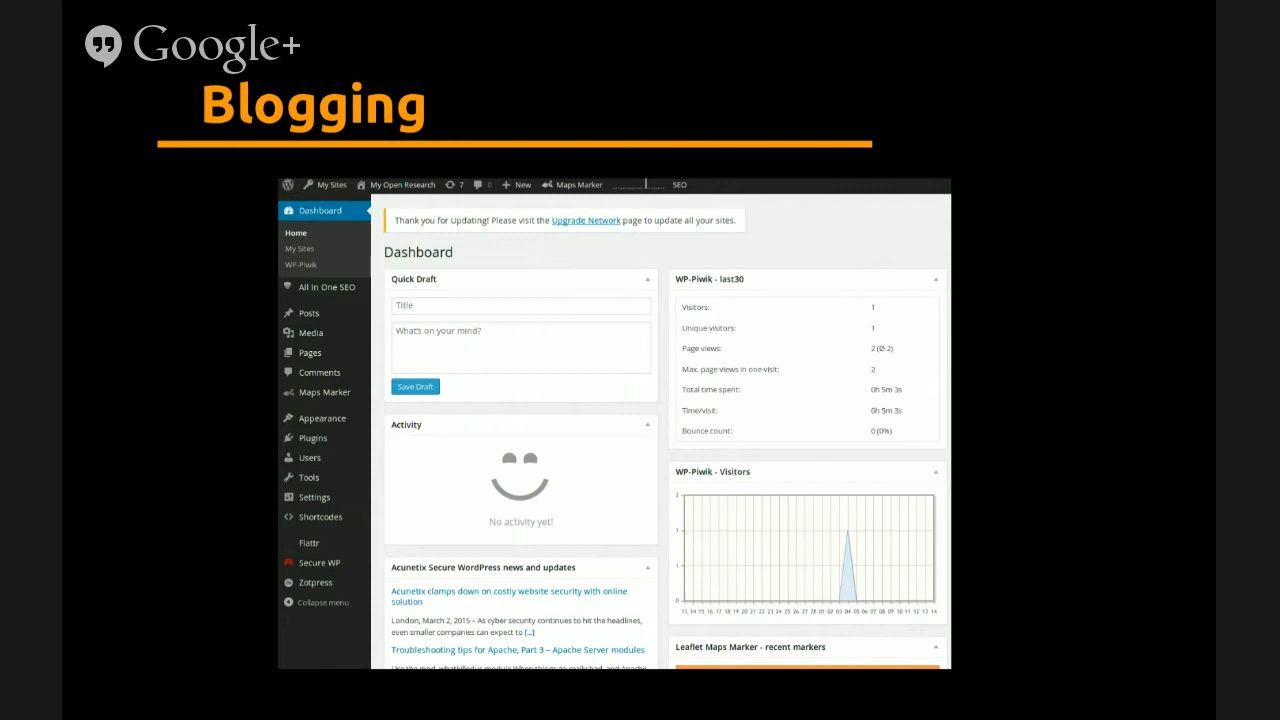 Google+
Blogging
My Sites
My Open Research
7
0
New
Maps Marker
SEO
Dashboard
Home
My Sites
WP-Piwik
All in One SEO
Posts
Media
Pages
Comments
Maps Marker
Appearance
Plugins
Users
Tools
Settings
Shortcodes
Flattr
Secure WP
Zotpress
Collapse menu
Thank you for Updating! Please visit the Upgrade Network page to update all your sites.
Dashboard
Quick Draft
Title
What's on your mind?
Save Draft
Activity
No activity yet!
Acunetix Secure WordPress news and updates
Acunetix clamps down on costly website security with online
solution
London, March 2, 2015 – As cyber security continues to hit the headlines,
even smaller companies can expect to [...]
Troubleshooting tips for Apache, Part 3 – Apache Server modules
WP-Piwik - last30
Visitors: 1
Unique visitors: 1
Page views: 2 (Ø 2)
Max. page views in one visit: 2
Total time spent: 0h 5m 3s
Time/visit: 0h 5m 3s
Bounce count: 0 (0%)
WP-Piwik - Visitors
2
1
1
0
13 14 15 16 17 18 19 20 21 22 23 24 25 26 27 28 01 02 03 04 05 06 07 08 09 10 11 12 13 14
Leaflet Maps Marker - recent markers